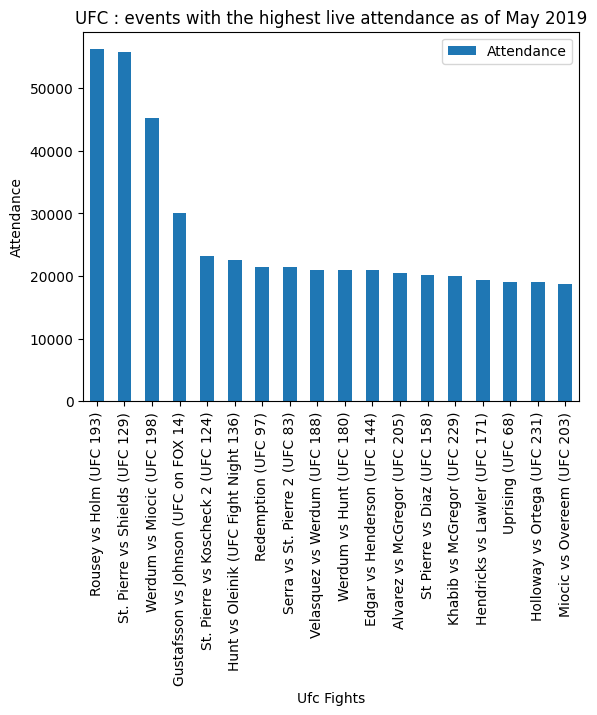 UFC : events with the highest live attendance as of May 2019
Attendance
Attendance
50000
40000
30000
20000
10000
0
Rousey vs Holm (UFC 193)
St. Pierre vs Shields (UFC 129)
Werdum vs Miocic (UFC 198)
Gustafsson vs Johnson (UFC on FOX 14)
St. Pierre vs Koscheck 2 (UFC 124)
Hunt vs Oleinik (UFC Fight Night 136)
Redemption (UFC 97)
Serra vs St. Pierre 2 (UFC 83)
Velasquez vs Werdum (UFC 188)
Werdum vs Hunt (UFC 180)
Edgar vs Henderson (UFC 144)
Alvarez vs McGregor (UFC 205)
St Pierre vs Diaz (UFC 158)
Khabib vs McGregor (UFC 229)
Hendricks vs Lawler (UFC 171)
Uprising (UFC 68)
Holloway vs Ortega (UFC 231)
Miocic vs Overeem (UFC 203)
Ufc Fights